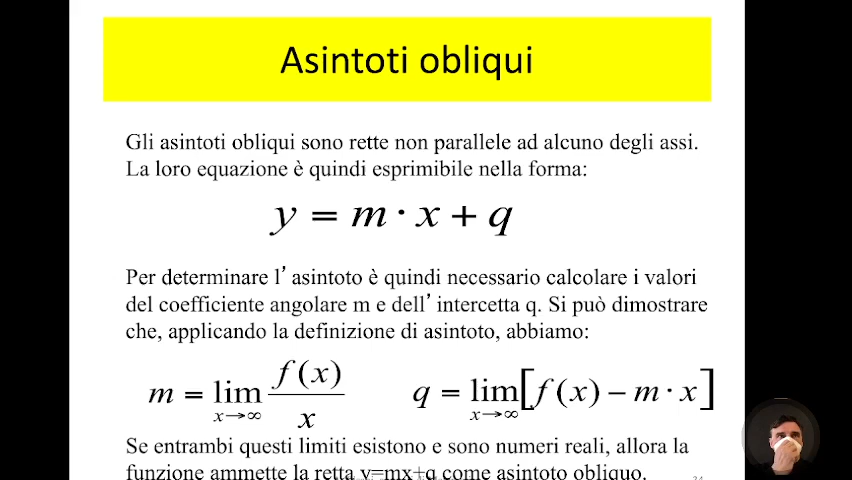 Asintoti obliqui
Gli asintoti obliqui sono rette non parallele ad alcuno degli assi.
La loro equazione è quindi esprimibile nella forma:
y = m · x + q
Per determinare l’asintoto è quindi necessario calcolare i valori
del coefficiente angolare m e dell’intercetta q. Si può dimostrare
che, applicando la definizione di asintoto, abbiamo:
m = lim x→∞ f(x)/x q = lim x→∞ [f(x) − m · x]
Se entrambi questi limiti esistono e sono numeri reali, allora la
funzione ammette la retta y=mx+q come asintoto obliquo.